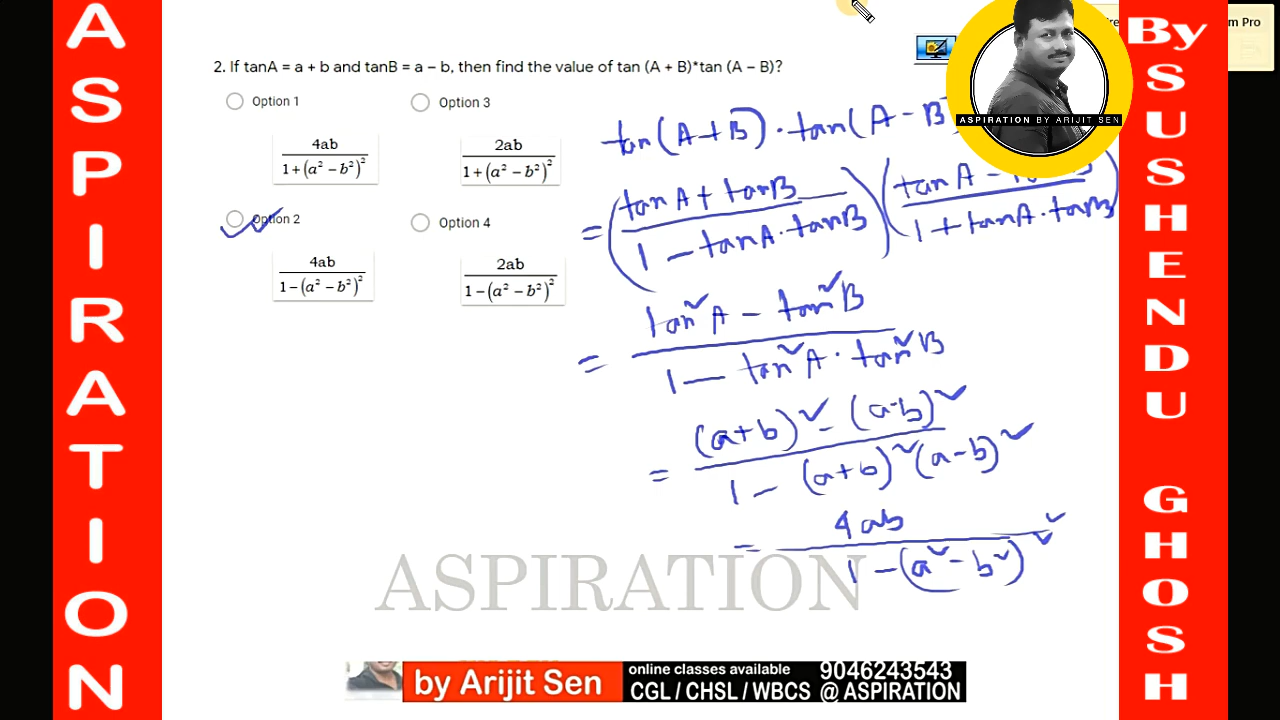 ASPIRATION
By SUSHENDU GHOSH
m Pro
ASPIRATION BY ARIJIT SEN
2. If tanA = a + b and tanB = a – b, then find the value of tan (A + B)*tan (A – B)?
Option 1
4ab / 1+(a² – b²)²
Option 3
2ab / 1+(a² – b²)²
Option 2
4ab / 1–(a² – b²)²
Option 4
2ab / 1–(a² – b²)²
tan(A+B) · tan(A – B
= (tanA + tanB / 1 – tanA · tanB) (tanA – / 1 + tanA · tanB)
= tan²A – tan²B / 1 – tan²A · tan²B
= (a+b)² – (a-b)² / 1 – (a+b)² (a-b)²
= 4ab / 1 – (a² – b²)²
ASPIRATION
by Arijit Sen
online classes available 9046243543
CGL / CHSL / WBCS @ ASPIRATION